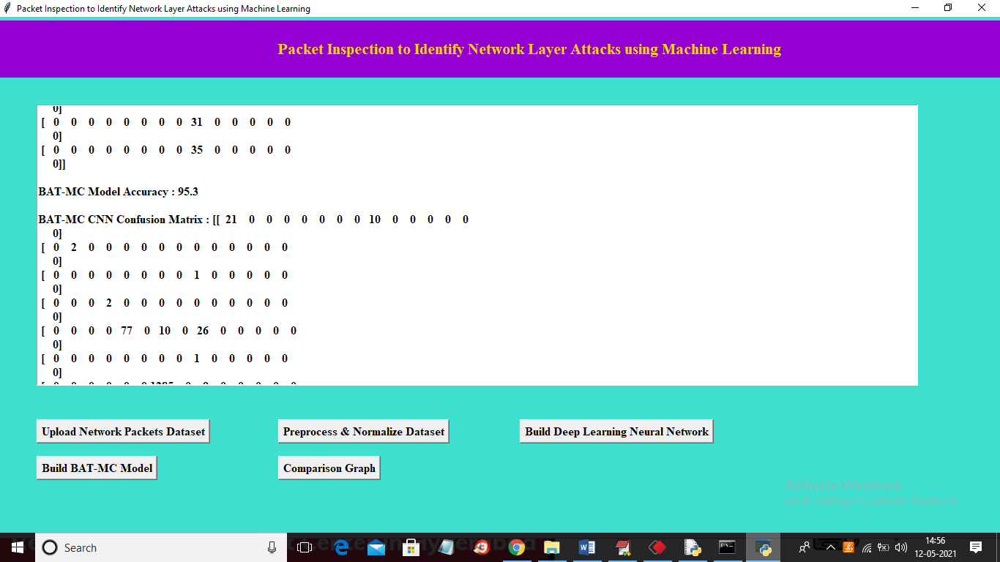 Packet Inspection to Identify Network Layer Attacks using Machine Learning
Packet Inspection to Identify Network Layer Attacks using Machine Learning
0]
[ 0 0 0 0 0 0 0 0 31 0 0 0 0 0
0]
[ 0 0 0 0 0 0 0 0 35 0 0 0 0 0
0]]
BAT-MC Model Accuracy : 95.3
BAT-MC CNN Confusion Matrix : [[ 21 0 0 0 0 0 0 0 10 0 0 0 0 0
0]
[ 0 2 0 0 0 0 0 0 0 0 0 0 0 0
0]
[ 0 0 0 0 0 0 0 0 1 0 0 0 0 0
0]
[ 0 0 0 2 0 0 0 0 0 0 0 0 0 0
0]
[ 0 0 0 0 77 0 10 0 26 0 0 0 0 0
0]
[ 0 0 0 0 0 0 0 0 1 0 0 0 0 0
0]
Upload Network Packets Dataset
Preprocess & Normalize Dataset
Build Deep Learning Neural Network
Build BAT-MC Model
Comparison Graph
Activate Windows
Go to Settings to activate Windows.
Search
14:56
12-05-2021